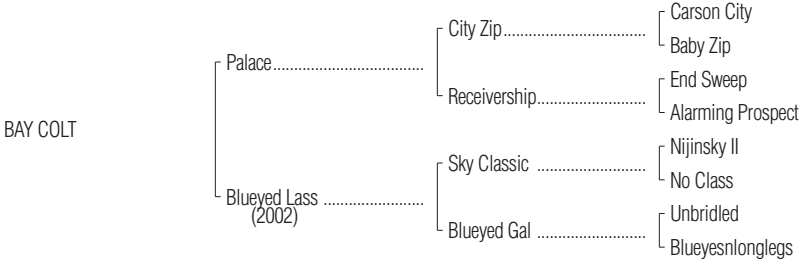 Carson City
City Zip..................................
Baby Zip
Palace...................................
End Sweep
Receivership..........................
Alarming Prospect
BAY COLT
Nijinsky II
Sky Classic ..........................
No Class
Blueyed Lass ........................
(2002)
Unbridled
Blueyed Gal ..........................
Blueyesnlonglegs